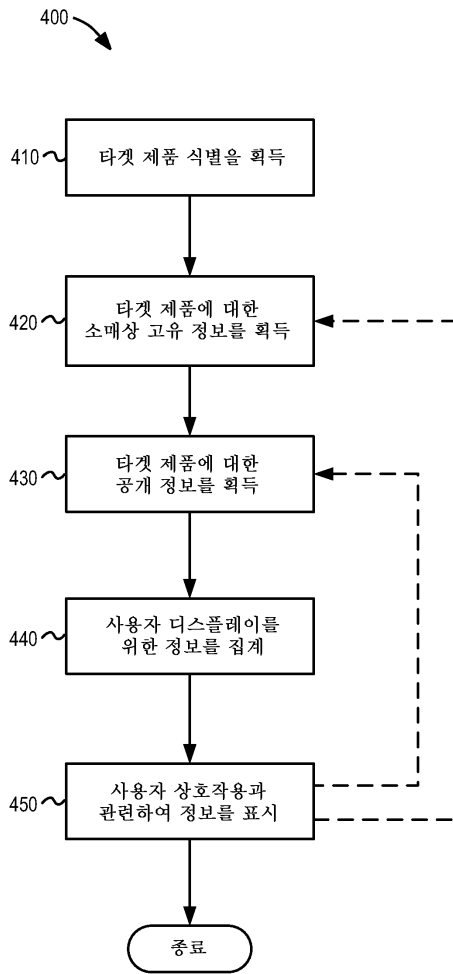 400
410
타겟 제품 식별을 획득
420
타겟 제품에 대한
소매상 고유 정보를 획득
430
타겟 제품에 대한
공개 정보를 획득
440
사용자 디스플레이를
위한 정보를 집계
450
사용자 상호작용과
관련하여 정보를 표시
종료